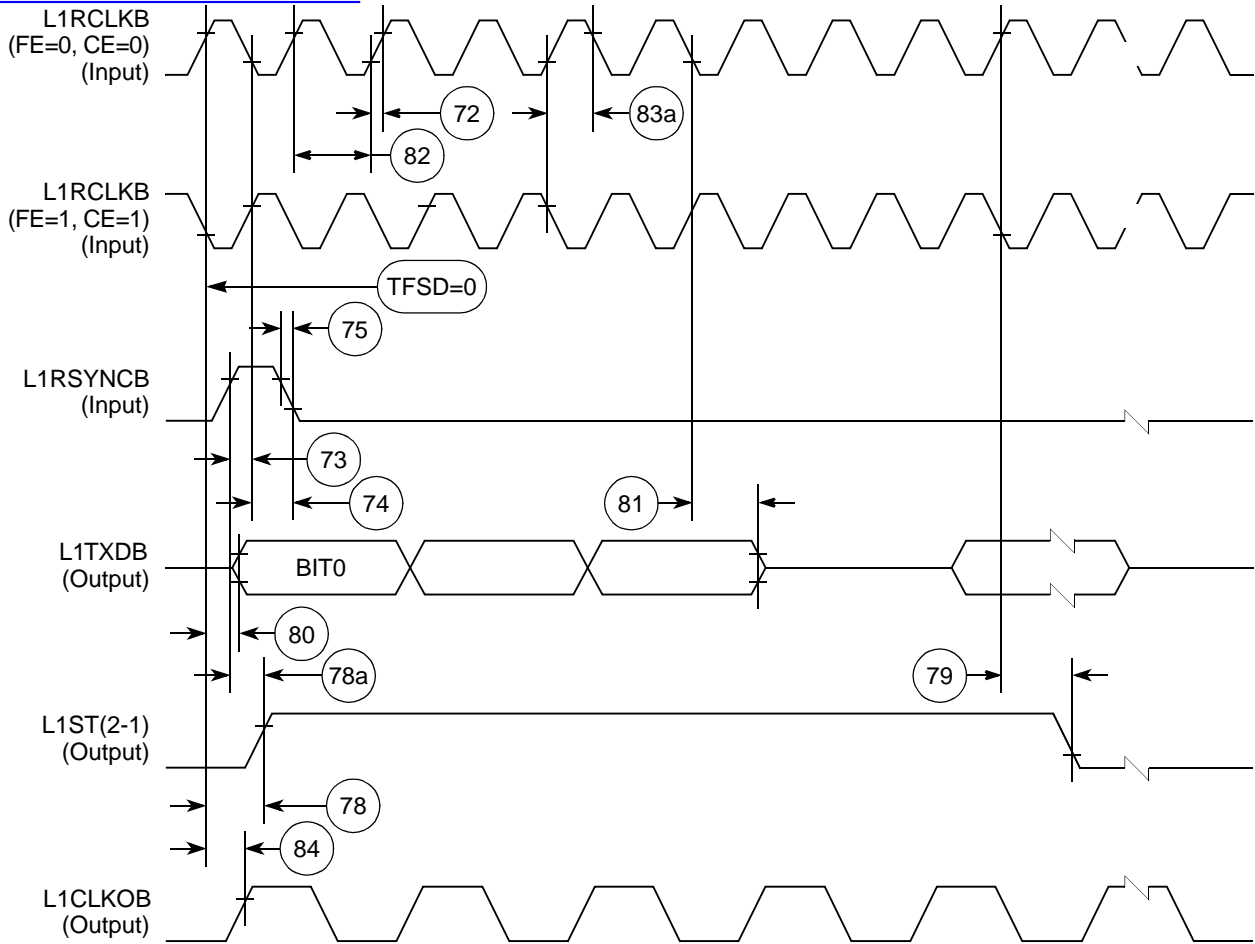 L1RCLKB
(FE=0, CE=0)
(Input)
72
83a
82
L1RCLKB
(FE=1, CE=1)
(Input)
TFSD=0
75
L1RSYNCB
(Input)
73
74
81
L1TXDB
(Output)
BIT0
80
78a
79
L1ST(2-1)
(Output)
78
84
L1CLKOB
(Output)